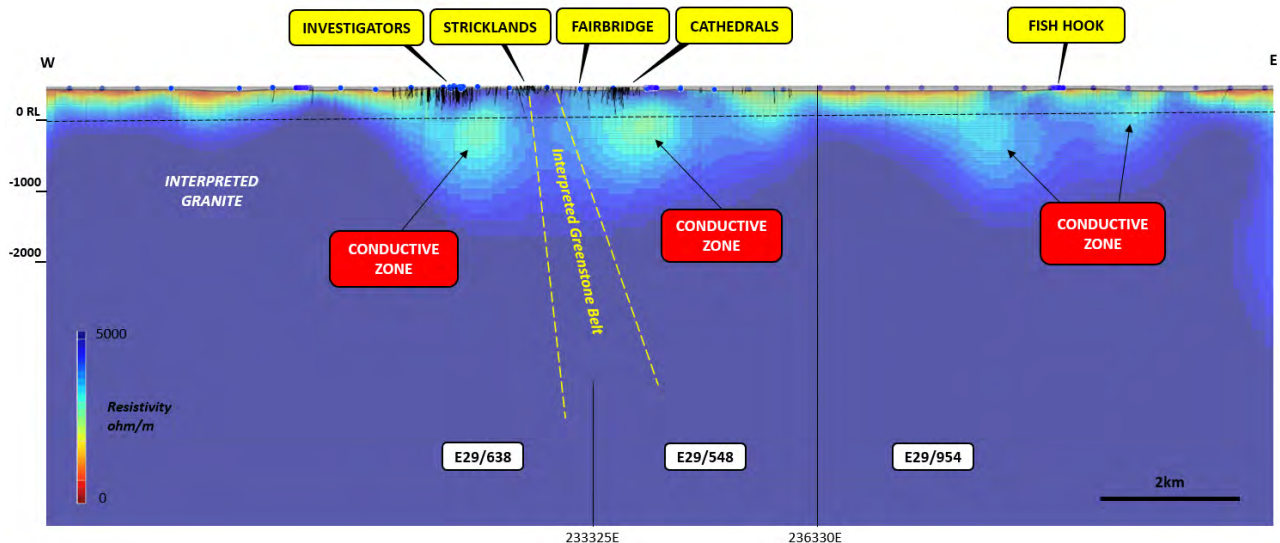 INVESTIGATORS
STRICKLANDS
FAIRBRIDGE
CATHEDRALS
FISH HOOK
W
E
0 RL
-1000
-2000
INTERPRETED
GRANITE
Interpreted Greenstone Belt
CONDUCTIVE
ZONE
CONDUCTIVE
ZONE
CONDUCTIVE
ZONE
5000
Resistivity
ohm/m
0
E29/638
E29/548
E29/954
2km
233325E
236330E